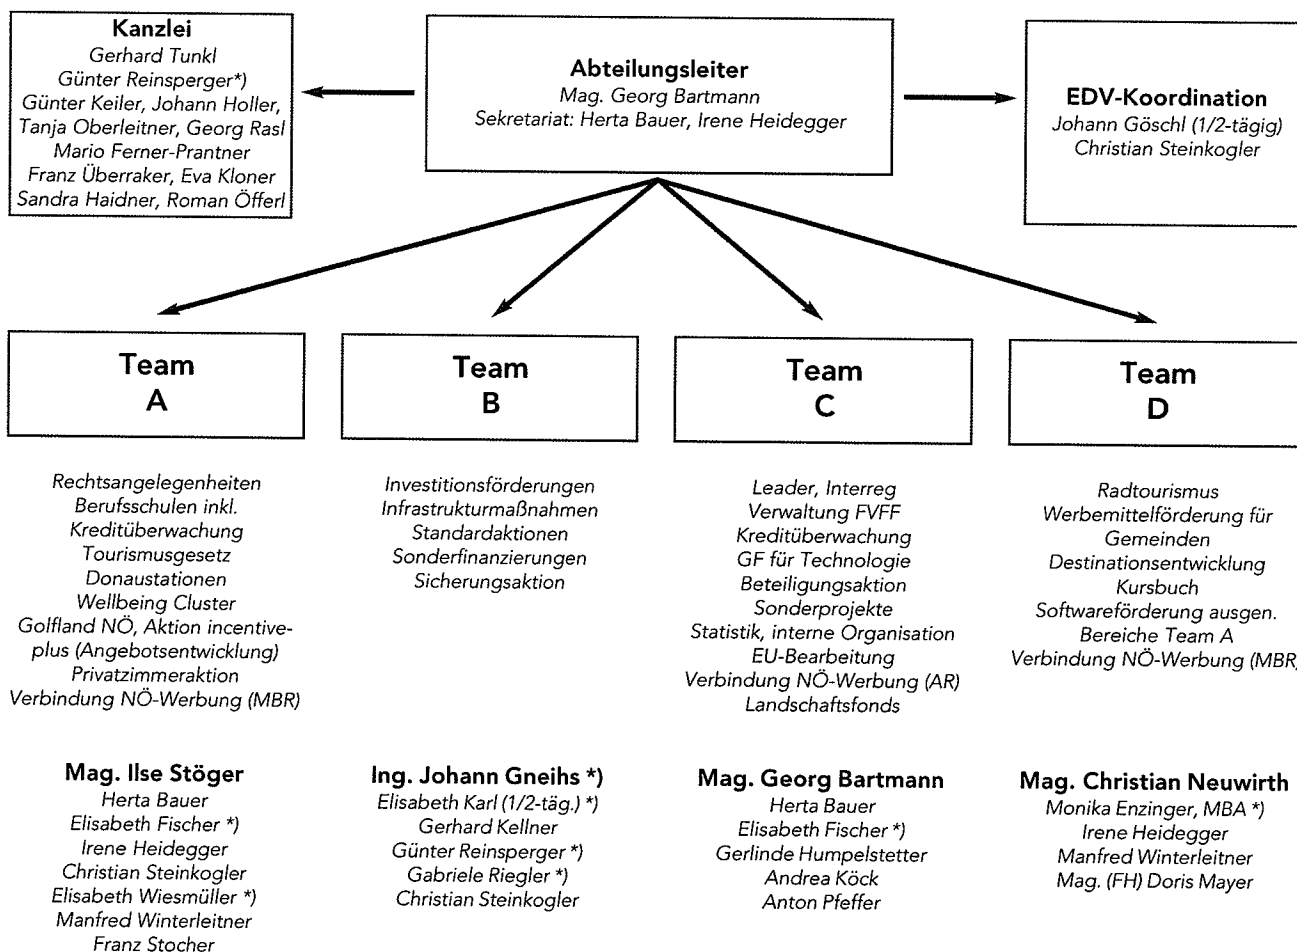 Kanzlei
Gerhard Tunkl
Günter Reinsperger*)
Günter Keiler, Johann Holler,
Tanja Oberleitner, Georg Rasl
Mario Ferner-Prantner
Franz Überraker, Eva Kloner
Sandra Haidner, Roman Öfferl
Abteilungsleiter
Mag. Georg Bartmann
Sekretariat: Herta Bauer, Irene Heidegger
EDV-Koordination
Johann Göschl (1/2-tägig)
Christian Steinkogler
Team
A
Team
B
Team
C
Team
D
Rechtsangelegenheiten
Berufsschulen inkl.
Kreditüberwachung
Tourismusgesetz
Donaustationen
Wellbeing Cluster
Golfland NÖ, Aktion incentive-
plus (Angebotsentwicklung)
Privatzimmeraktion
Verbindung NÖ-Werbung (MBR)
Investitionsförderungen
Infrastrukturmaßnahmen
Standardaktionen
Sonderfinanzierungen
Sicherungsaktion
Leader, Interreg
Verwaltung FVFF
Kreditüberwachung
GF für Technologie
Beteiligungsaktion
Sonderprojekte
Statistik, interne Organisation
EU-Bearbeitung
Verbindung NÖ-Werbung (AR)
Landschaftsfonds
Radtourismus
Werbemittelförderung für
Gemeinden
Destinationsentwicklung
Kursbuch
Softwareförderung ausgen.
Bereiche Team A
Verbindung NÖ-Werbung (MBR)
Mag. Ilse Stöger
Herta Bauer
Elisabeth Fischer *)
Irene Heidegger
Christian Steinkogler
Elisabeth Wiesmüller *)
Manfred Winterleitner
Franz Stocher
Ing. Johann Gneihs *)
Elisabeth Karl (1/2-täg.) *)
Gerhard Kellner
Günter Reinsperger *)
Gabriele Riegler *)
Christian Steinkogler
Mag. Georg Bartmann
Herta Bauer
Elisabeth Fischer *)
Gerlinde Humpelstetter
Andrea Köck
Anton Pfeffer
Mag. Christian Neuwirth
Monika Enzinger, MBA *)
Irene Heidegger
Manfred Winterleitner
Mag. (FH) Doris Mayer